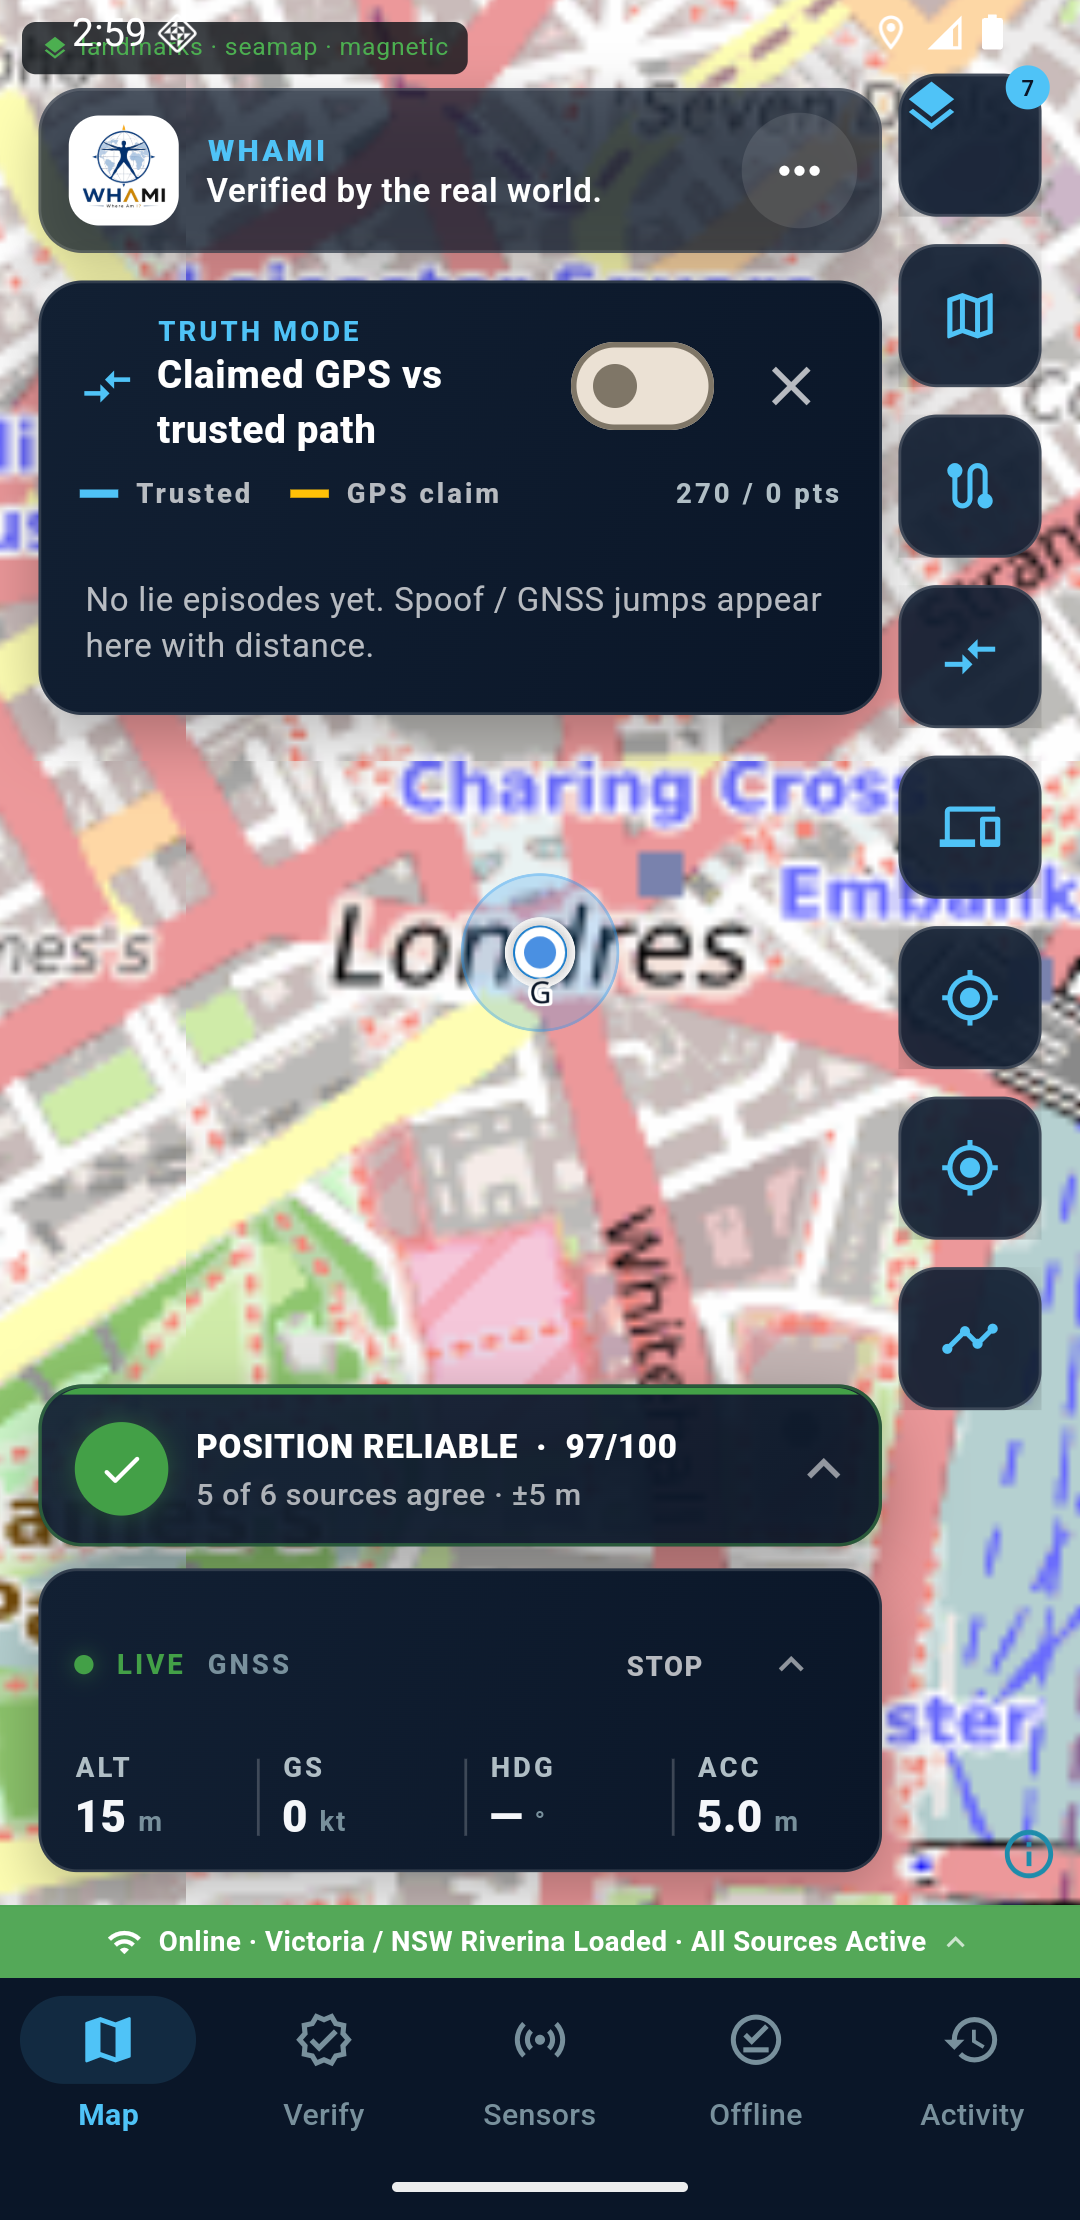 2:59
landmarks · seamap · magnetic
7
WHAMI
Verified by the real world.
WHAMI
TRUTH MODE
Claimed GPS vs
trusted path
Trusted
GPS claim
270 / 0 pts
No lie episodes yet. Spoof / GNSS jumps appear
here with distance.
Charing Cross
Embank
Londres
G
POSITION RELIABLE · 97/100
5 of 6 sources agree · ±5 m
LIVE GNSS
STOP
ster
ALT
15 m
GS
0 kt
HDG
— °
ACC
5.0 m
Online · Victoria / NSW Riverina Loaded · All Sources Active
Map
Verify
Sensors
Offline
Activity